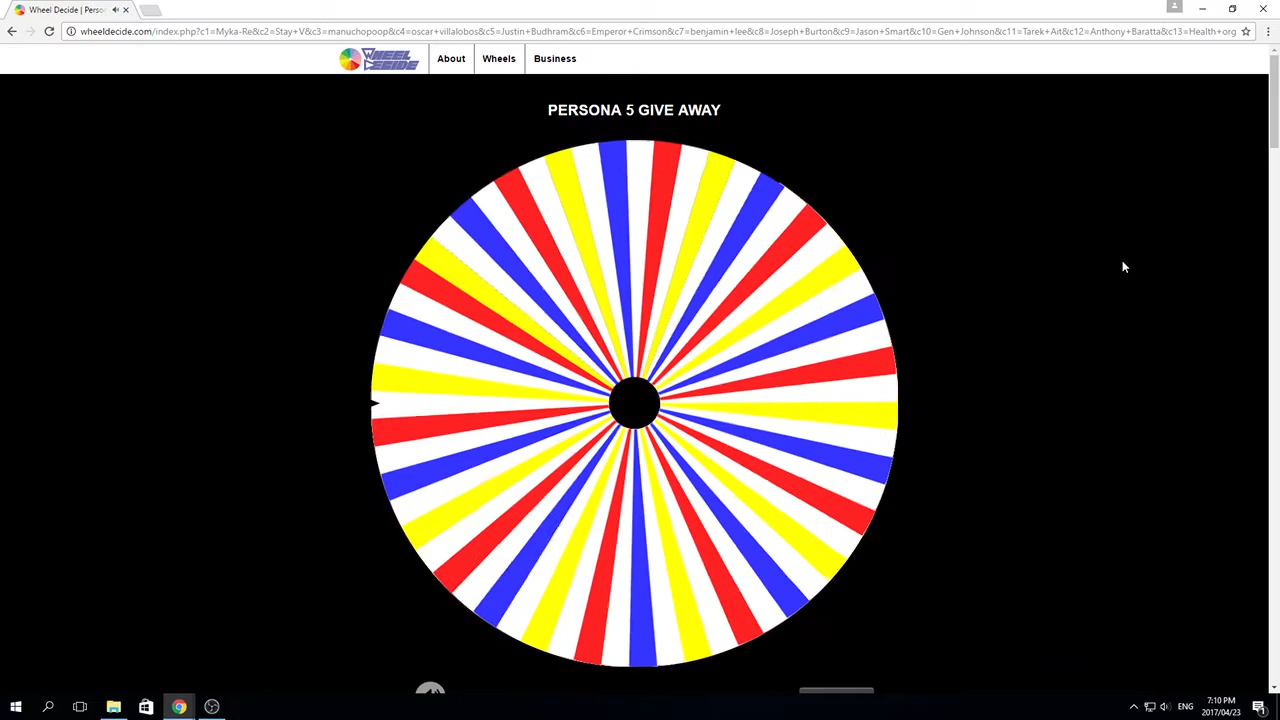 Wheel Decide | Perso
wheeldecide.com/index.php?c1=Myka-Re&c2=Stay+V&c3=manuchopoop&c4=oscar+villalobos&c5=Justin+Budhram&c6=Emperor+Crimson&c7=benjamin+lee&c8=Joseph+Burton&c9=Jason+Smart&c10=Gen+Johnson&c11=Tarek+Ait&c12=Anthony+Baratta&c13=Health+org
WHEEL
DECIDE
About
Wheels
Business
PERSONA 5 GIVE AWAY
ENG
7:10 PM
2017/04/23
1